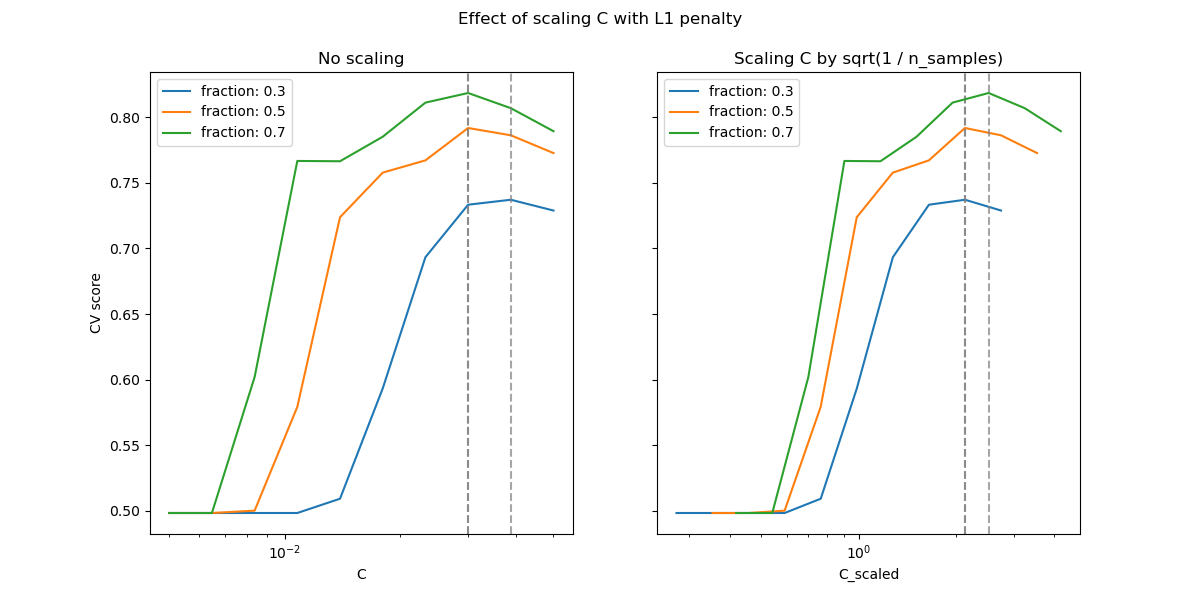 Effect of scaling C with L1 penalty
No scaling
fraction: 0.3
fraction: 0.5
fraction: 0.7
CV score
0.80
0.75
0.70
0.65
0.60
0.55
0.50
10⁻²
C
Scaling C by sqrt(1 / n_samples)
fraction: 0.3
fraction: 0.5
fraction: 0.7
10⁰
C_scaled